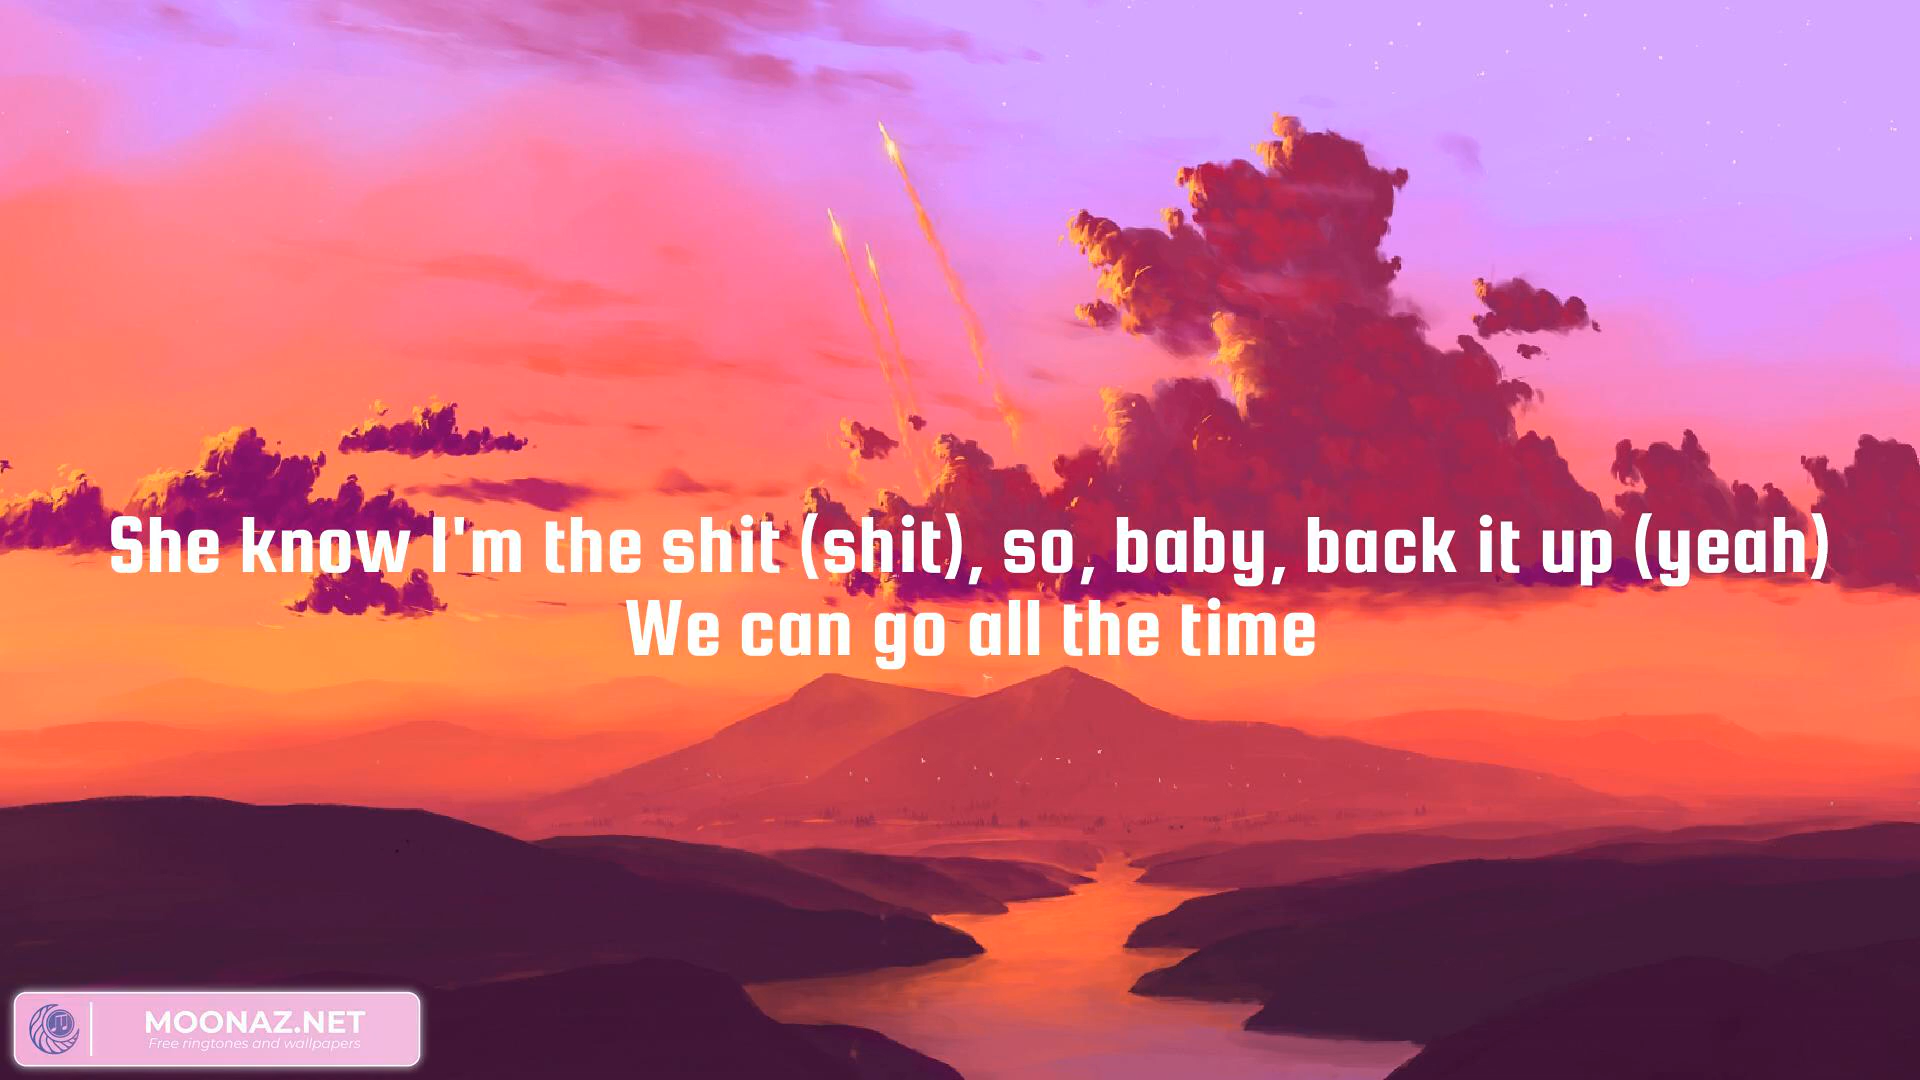 She know I'm the shit (shit), so, baby, back it up (yeah)
We can go all the time
MOONAZ.NET
Free ringtones and wallpapers